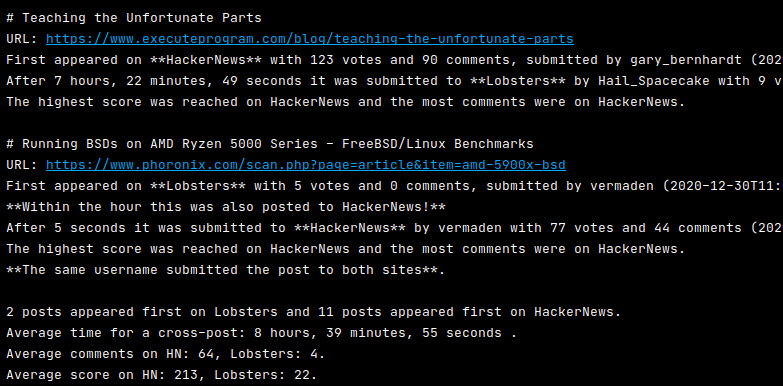 # Teaching the Unfortunate Parts
URL: https://www.executeprogram.com/blog/teaching-the-unfortunate-parts
First appeared on **HackerNews** with 123 votes and 90 comments, submitted by gary_bernhardt (202
After 7 hours, 22 minutes, 49 seconds it was submitted to **Lobsters** by Hail_Spacecake with 9 v
The highest score was reached on HackerNews and the most comments were on HackerNews.
# Running BSDs on AMD Ryzen 5000 Series - FreeBSD/Linux Benchmarks
URL: https://www.phoronix.com/scan.php?page=article&item=amd-5900x-bsd
First appeared on **Lobsters** with 5 votes and 0 comments, submitted by vermaden (2020-12-30T11:
**Within the hour this was also posted to HackerNews!**
After 5 seconds it was submitted to **HackerNews** by vermaden with 77 votes and 44 comments (202
The highest score was reached on HackerNews and the most comments were on HackerNews.
**The same username submitted the post to both sites**.
2 posts appeared first on Lobsters and 11 posts appeared first on HackerNews.
Average time for a cross-post: 8 hours, 39 minutes, 55 seconds .
Average comments on HN: 64, Lobsters: 4.
Average score on HN: 213, Lobsters: 22.